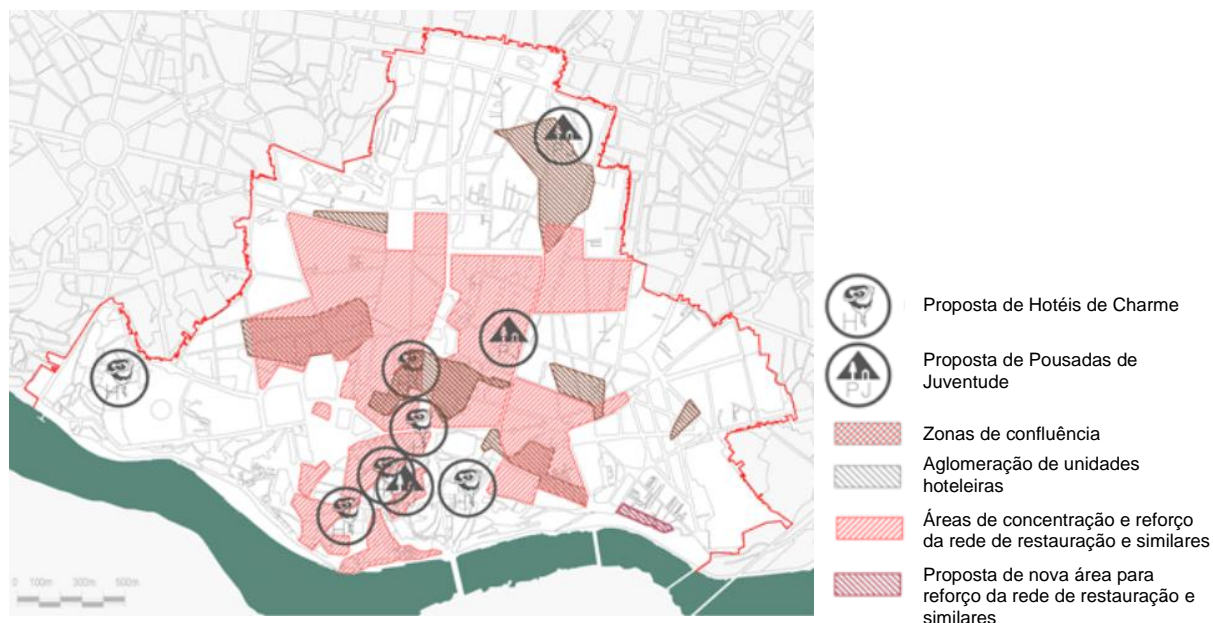 Proposta de Hotéis de Charme
Proposta de Pousadas de
Juventude
PJ
Zonas de confluência
Aglomeração de unidades
hoteleiras
Áreas de concentração e reforço
da rede de restauração e similares
Proposta de nova área para
reforço da rede de restauração e
similares
0 100m 300m 500m